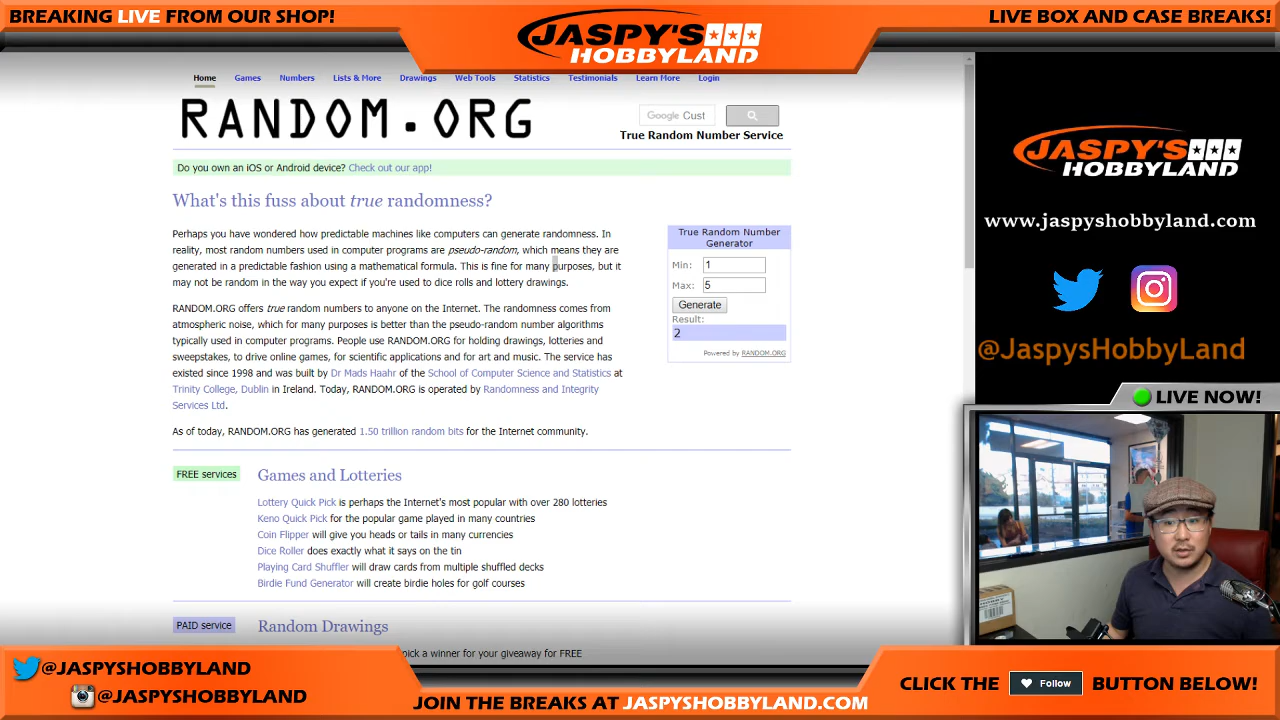 BREAKING LIVE FROM OUR SHOP!
JASPY'S
HOBBYLAND
LIVE BOX AND CASE BREAKS!
Home Games Numbers Lists & More Drawings Web Tools Statistics Testimonials Learn More Login
RANDOM.ORG
Google Cust
True Random Number Service
Do you own an iOS or Android device? Check out our app!
What's this fuss about true randomness?
Perhaps you have wondered how predictable machines like computers can generate randomness. In
reality, most random numbers used in computer programs are pseudo-random, which means they are
generated in a predictable fashion using a mathematical formula. This is fine for many purposes, but it
may not be random in the way you expect if you're used to dice rolls and lottery drawings.
RANDOM.ORG offers true random numbers to anyone on the Internet. The randomness comes from
atmospheric noise, which for many purposes is better than the pseudo-random number algorithms
typically used in computer programs. People use RANDOM.ORG for holding drawings, lotteries and
sweepstakes, to drive online games, for scientific applications and for art and music. The service has
existed since 1998 and was built by Dr Mads Haahr of the School of Computer Science and Statistics at
Trinity College, Dublin in Ireland. Today, RANDOM.ORG is operated by Randomness and Integrity
Services Ltd.
As of today, RANDOM.ORG has generated 1.50 trillion random bits for the Internet community.
True Random Number
Generator
Min: 1
Max: 5
Generate
Result:
2
Powered by RANDOM.ORG
FREE services
Games and Lotteries
Lottery Quick Pick is perhaps the Internet's most popular with over 280 lotteries
Keno Quick Pick for the popular game played in many countries
Coin Flipper will give you heads or tails in many currencies
Dice Roller does exactly what it says on the tin
Playing Card Shuffler will draw cards from multiple shuffled decks
Birdie Fund Generator will create birdie holes for golf courses
PAID service
Random Drawings
pick a winner for your giveaway for FREE
JASPY'S
HOBBYLAND
www.jaspyshobbyland.com
@JaspysHobbyLand
LIVE NOW!
@JASPYSHOBBYLAND
@JASPYSHOBBYLAND
JOIN THE BREAKS AT JASPYSHOBBYLAND.COM
CLICK THE Follow BUTTON BELOW!